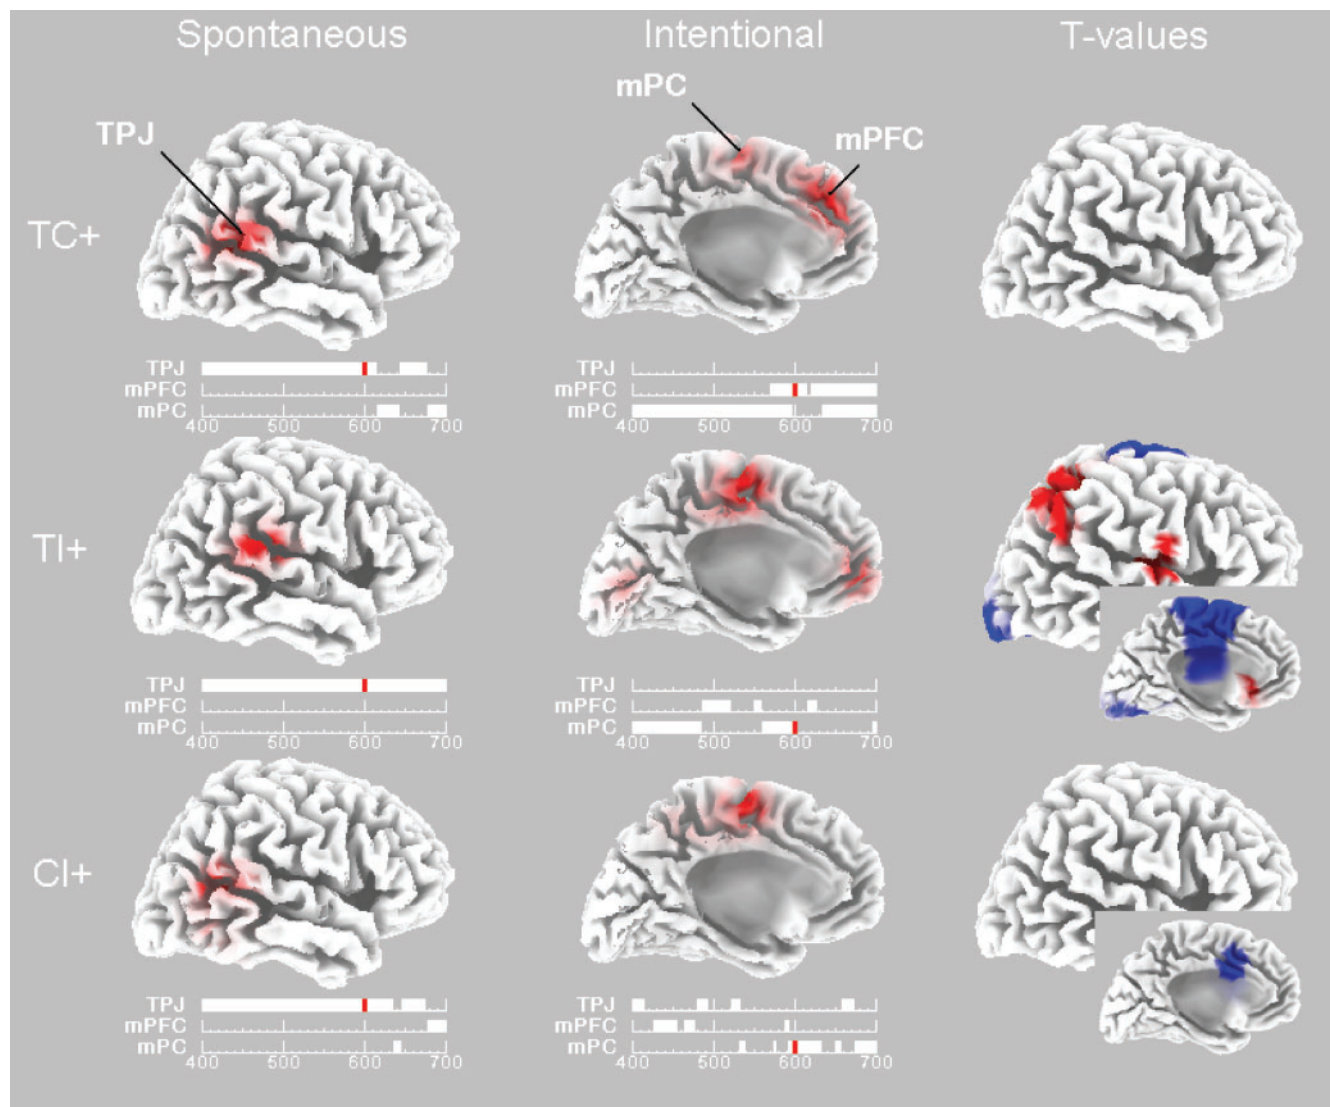 Spontaneous Intentional T-values
mPC
TPJ mPFC
TC+
TPJ TPJ
mPFC mPFC
mPC mPC
400 500 600 700 400 500 600 700
TI+
TPJ TPJ
mPFC mPFC
mPC mPC
400 500 600 700 400 500 600 700
CI+
TPJ TPJ
mPFC mPFC
mPC mPC
400 500 600 700 400 500 600 700